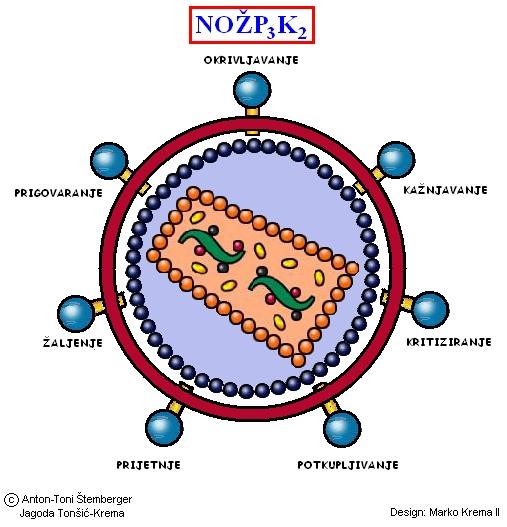 NOŽP₃K₂
OKRIVLJAVANJE
PRIGOVARANJE
KAŽNJAVANJE
ŽALJENJE
KRITIZIRANJE
PRIJETNJE
POTKUPLJIVANJE
© Anton-Toni Štemberger
Jagoda Tonšić-Krema
Design: Marko Krema II